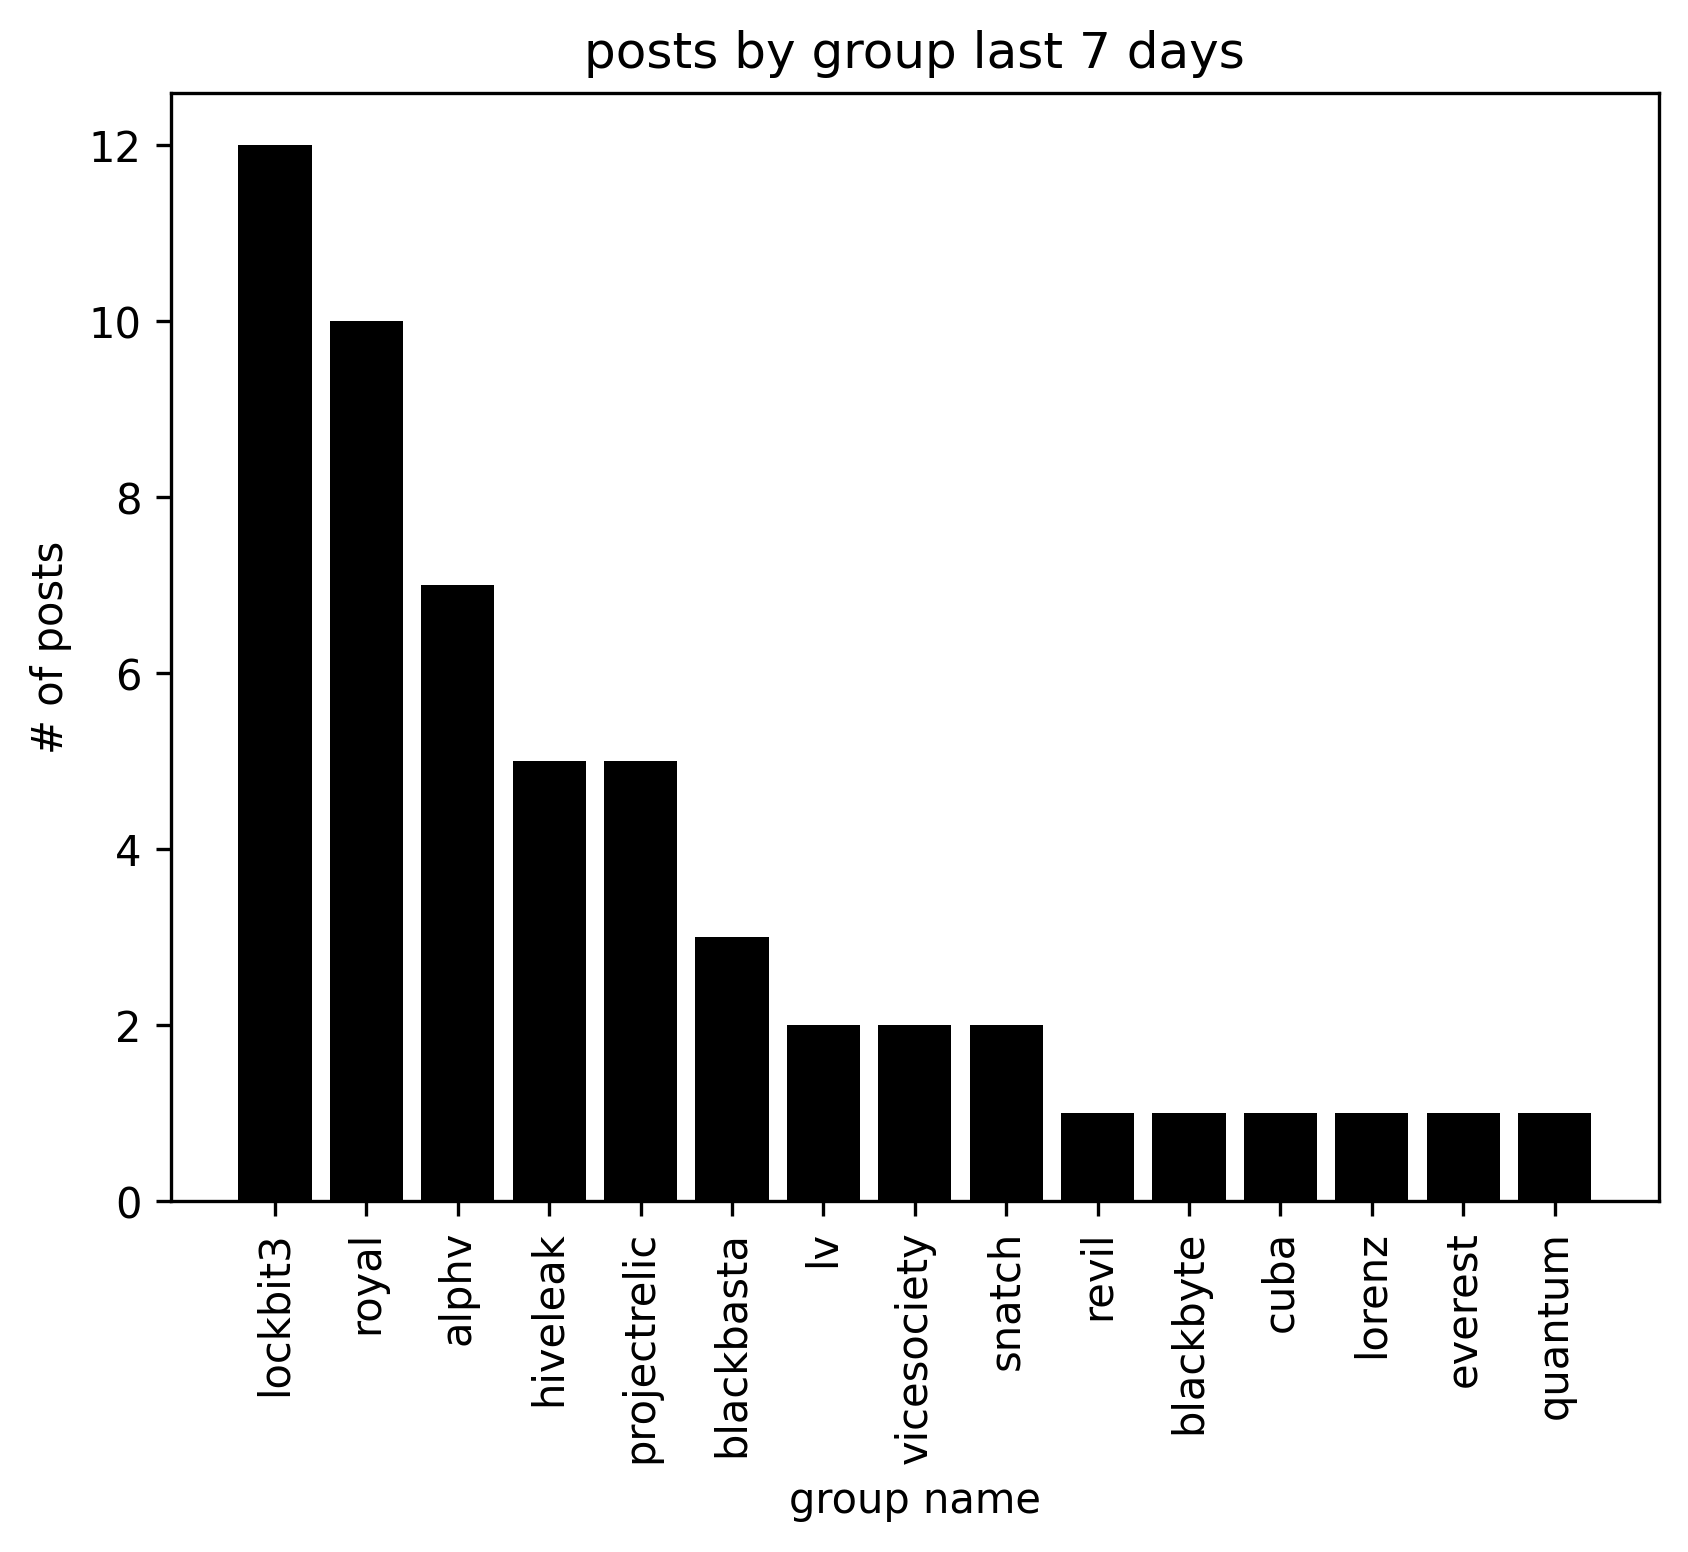 posts by group last 7 days
12
10
8
6
4
2
0
# of posts
lockbit3
royal
alphv
hiveleak
projectrelic
blackbasta
lv
vicesociety
snatch
revil
blackbyte
cuba
lorenz
everest
quantum
group name